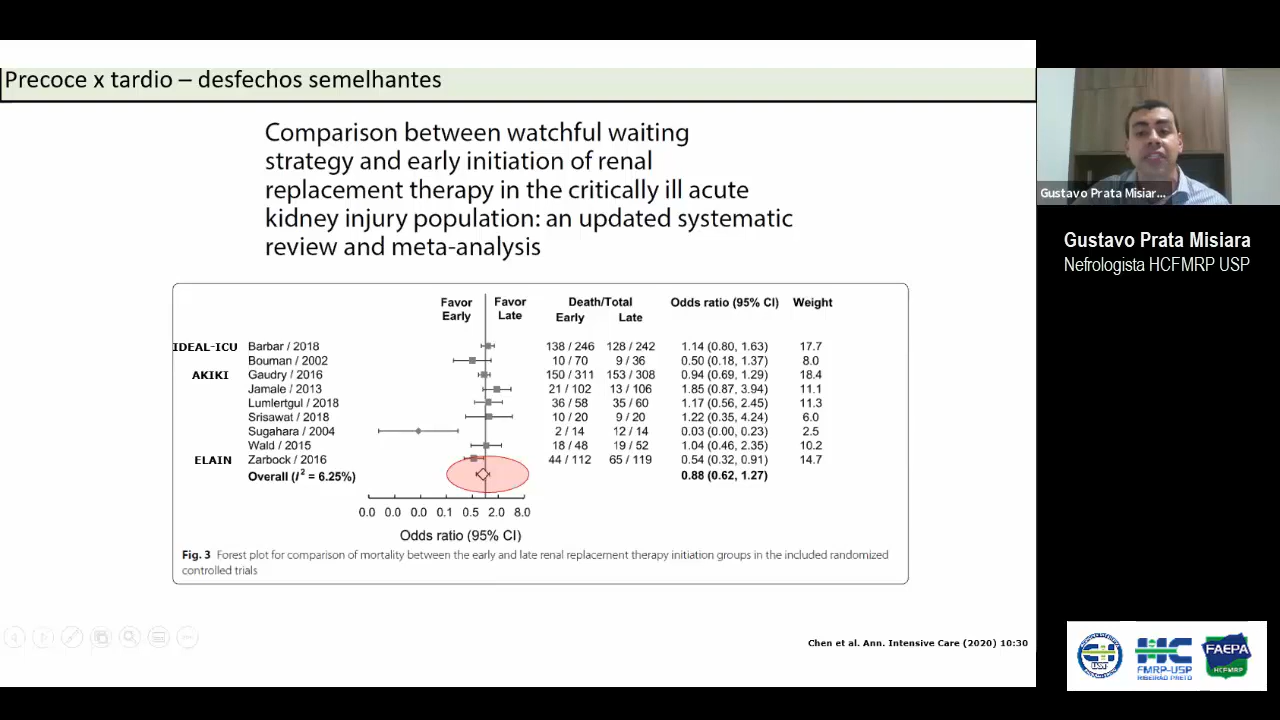 Precoce x tardio – desfechos semelhantes
Comparison between watchful waiting
strategy and early initiation of renal
replacement therapy in the critically ill acute
kidney injury population: an updated systematic
review and meta-analysis
Favor Early Favor Late Death/Total Early Late Odds ratio (95% CI) Weight
IDEAL-ICU Barbar / 2018 138 / 246 128 / 242 1.14 (0.80, 1.63) 17.7
Bouman / 2002 10 / 70 9 / 36 0.50 (0.18, 1.37) 8.0
AKIKI Gaudry / 2016 150 / 311 153 / 308 0.94 (0.69, 1.29) 18.4
Jamale / 2013 21 / 102 13 / 106 1.85 (0.87, 3.94) 11.1
Lumlertgul / 2018 36 / 58 35 / 60 1.17 (0.56, 2.45) 11.3
Srisawat / 2018 10 / 20 9 / 20 1.22 (0.35, 4.24) 6.0
Sugahara / 2004 2 / 14 12 / 14 0.03 (0.00, 0.23) 2.5
Wald / 2015 18 / 48 19 / 52 1.04 (0.46, 2.35) 10.2
ELAIN Zarbock / 2016 44 / 112 65 / 119 0.54 (0.32, 0.91) 14.7
Overall (I² = 6.25%) 0.88 (0.62, 1.27)
0.0 0.0 0.0 0.1 0.5 2.0 8.0
Odds ratio (95% CI)
Fig. 3 Forest plot for comparison of mortality between the early and late renal replacement therapy initiation groups in the included randomized
controlled trials
Chen et al. Ann. Intensive Care (2020) 10:30
Gustavo Prata Misiar...
Gustavo Prata Misiara
Nefrologista HCFMRP USP
HC
FMRP-USP
RIBEIRÃO PRETO
FAEPA
HCFMRP